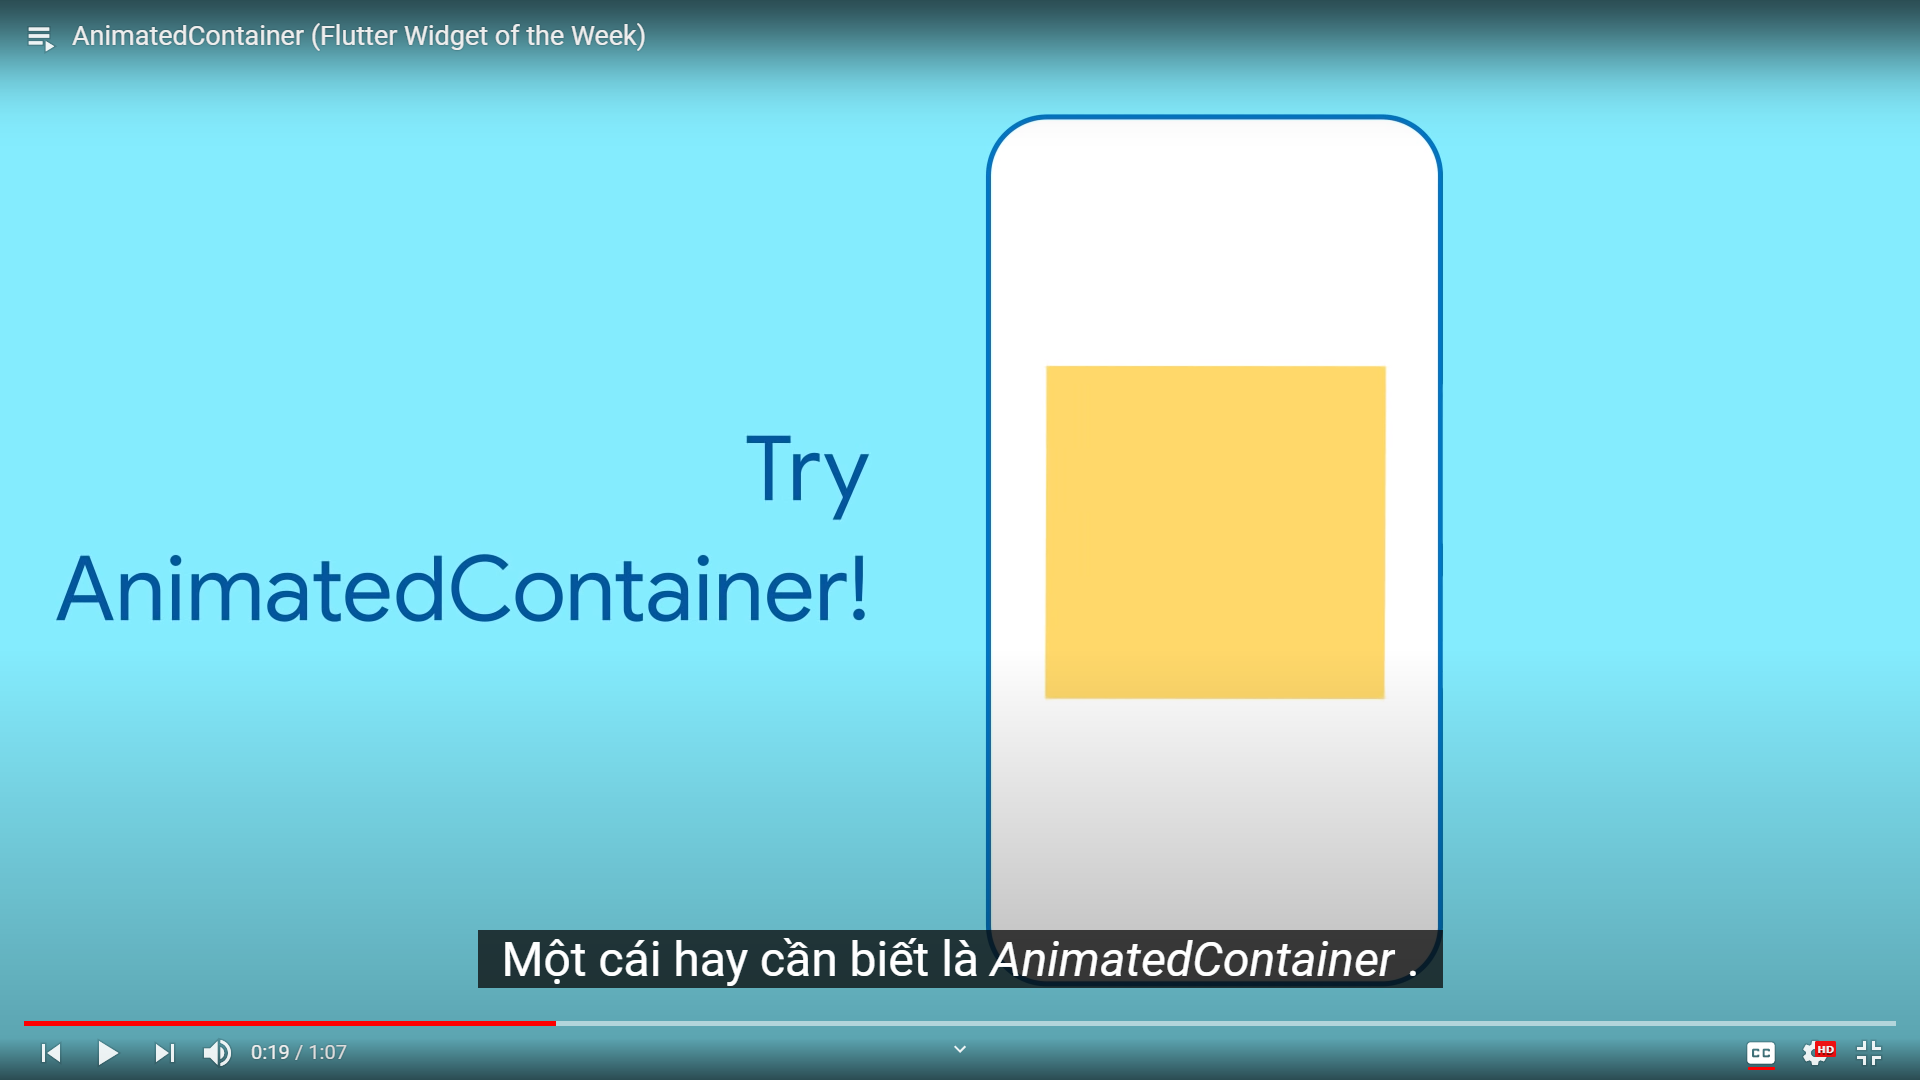 AnimatedContainer (Flutter Widget of the Week)
Try
AnimatedContainer!
Một cái hay cần biết là AnimatedContainer .
0:19 / 1:07
CC
HD